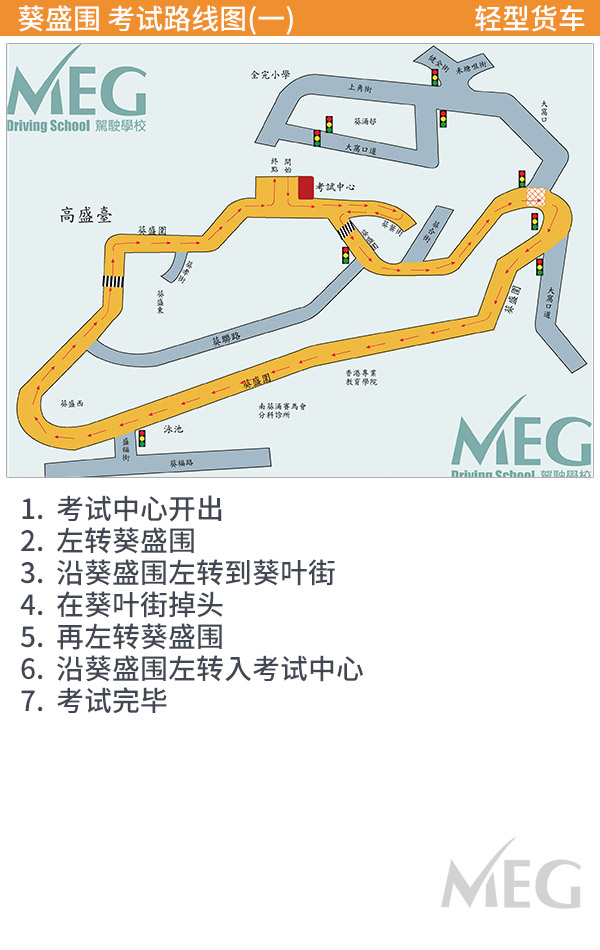 葵盛围 考试路线图(一)
轻型货车
MEG
Driving School 駕駛學校
全完小學
上角街
健全街
禾塘咀街
大窩口
葵涌邨
大窩口道
終點
開始
考試中心
高盛臺
葵盛圍
葵葉街
葵合街
葵盛東
葵聯路
葵盛圍
大窩口道
葵盛圍
香港專業
教育學院
葵盛西
南葵涌賽馬會
分科診所
泳池
盛福街
葵福路
MEG
Driving School 駕駛學校
1. 考试中心开出
2. 左转葵盛围
3. 沿葵盛围左转到葵叶街
4. 在葵叶街掉头
5. 再左转葵盛围
6. 沿葵盛围左转入考试中心
7. 考试完毕
MEG